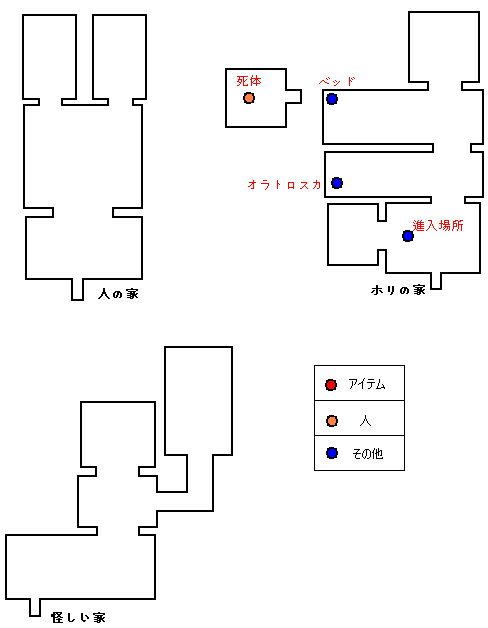 死体
ベッド
オラトロスカ
進入場所
人の家
ホリの家
アイテム
人
その他
怪しい家